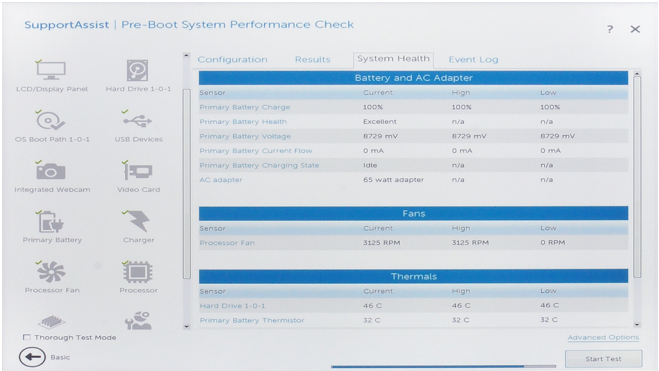 SupportAssist | Pre-Boot System Performance Check
? ×
Configuration Results System Health Event Log
LCD/Display Panel Hard Drive 1-0-1
OS Boot Path 1-0-1 USB Devices
Integrated Webcam Video Card
Primary Battery Charger
Processor Fan Processor
Battery and AC Adapter
Sensor Current High Low
Primary Battery Charge 100% 100% 100%
Primary Battery Health Excellent n/a n/a
Primary Battery Voltage 8729 mV 8729 mV 8729 mV
Primary Battery Current Flow 0 mA 0 mA 0 mA
Primary Battery Charging State Idle n/a n/a
AC adapter 65 watt adapter n/a n/a
Fans
Sensor Current High Low
Processor Fan 3125 RPM 3125 RPM 0 RPM
Thermals
Sensor Current High Low
Hard Drive 1-0-1 46 C 46 C 46 C
Primary Battery Thermistor 32 C 32 C 32 C
Thorough Test Mode
Advanced Options
Basic
Start Test